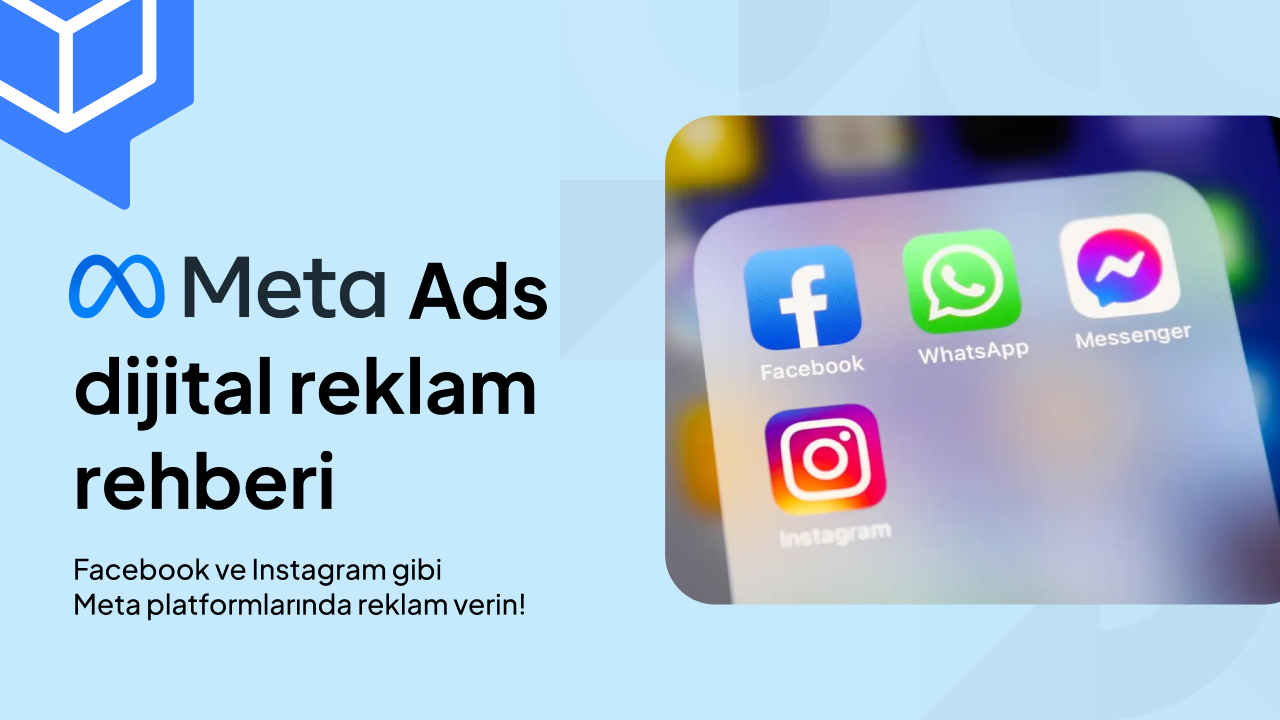 Meta Ads
dijital reklam
rehberi
Facebook ve Instagram gibi
Meta platformlarında reklam verin!
Facebook
WhatsApp
Messenger
Instagram